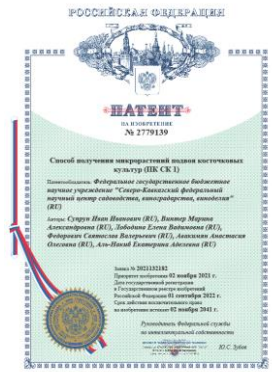 РОССИЙСКАЯ ФЕДЕРАЦИЯ
ПАТЕНТ
НА ИЗОБРЕТЕНИЕ
№ 2779139
Способ получения микрорастений подвоя косточковых
культур (ПК СК 1)
Патентообладатель: Федеральное государственное бюджетное
научное учреждение "Северо-Кавказский федеральный
научный центр садоводства, виноградарства, виноделия"
(RU)
Авторы: Супрун Иван Иванович (RU), Винтер Марина
Александровна (RU), Лободина Елена Вадимовна (RU),
Федорович Святослав Валерьевич (RU), Анастасия
Олеговна (RU), Аль-Накиб Екатерина Аделевна (RU)
Заявка № 2021132182
Приоритет изобретения 02 ноября 2021 г.
Дата государственной регистрации
в Государственном реестре изобретений
Российской Федерации 01 сентября 2022 г.
Срок действия исключительного права
на изобретение истекает 02 ноября 2041 г.
Руководитель Федеральной службы
по интеллектуальной собственности
Ю.С. Зубов